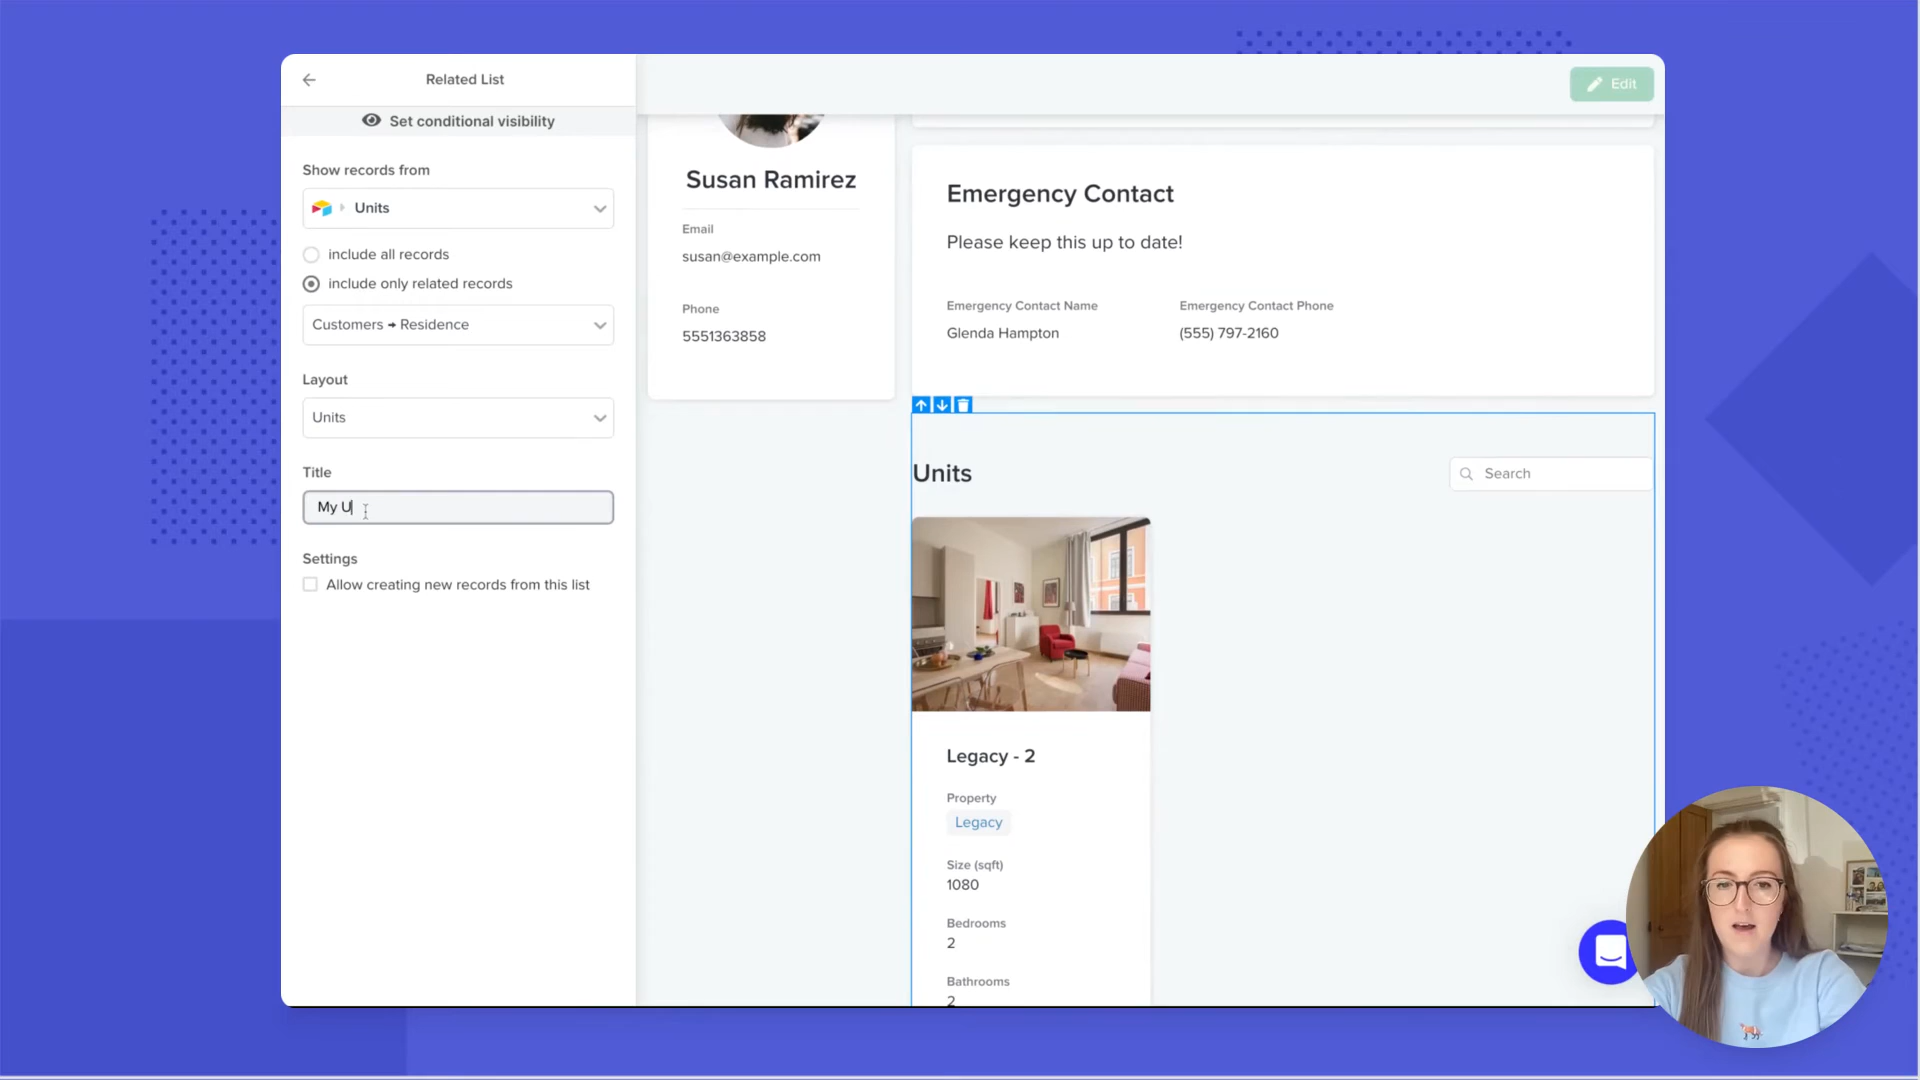 Related List
Set conditional visibility
Show records from
Units
include all records
include only related records
Customers → Residence
Layout
Units
Title
My U
Settings
Allow creating new records from this list
Edit
Susan Ramirez
Email
susan@example.com
Phone
5551363858
Emergency Contact
Please keep this up to date!
Emergency Contact Name
Emergency Contact Phone
Glenda Hampton
(555) 797-2160
Units
Search
Legacy - 2
Property
Legacy
Size (sqft)
1080
Bedrooms
2
Bathrooms
2